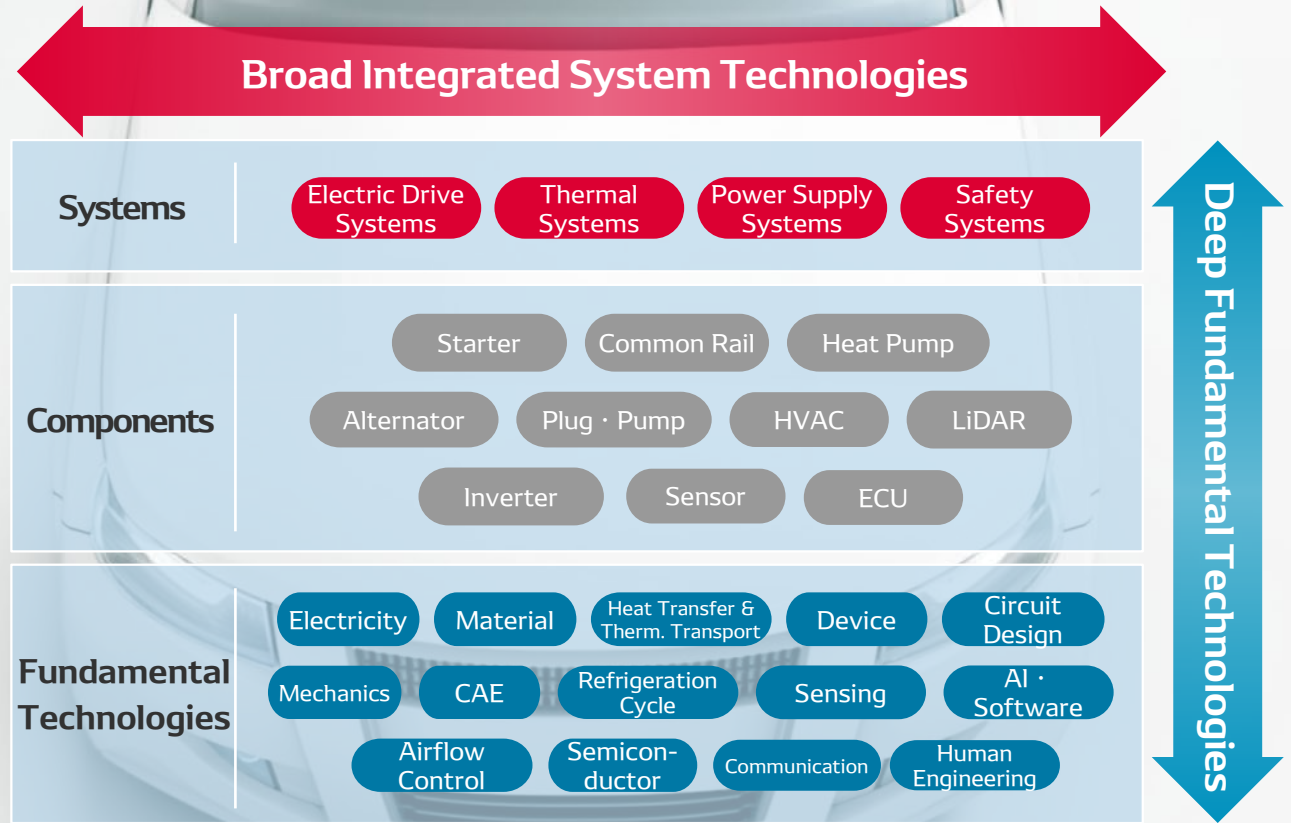 Broad Integrated System Technologies
Systems
Electric Drive
Systems
Thermal
Systems
Power Supply
Systems
Safety
Systems
Components
Starter
Common Rail
Heat Pump
Alternator
Plug・Pump
HVAC
LiDAR
Inverter
Sensor
ECU
Fundamental
Technologies
Electricity
Material
Heat Transfer &
Therm. Transport
Device
Circuit
Design
Mechanics
CAE
Refrigeration
Cycle
Sensing
AI・
Software
Airflow
Control
Semicon-
ductor
Communication
Human
Engineering
Deep Fundamental Technologies